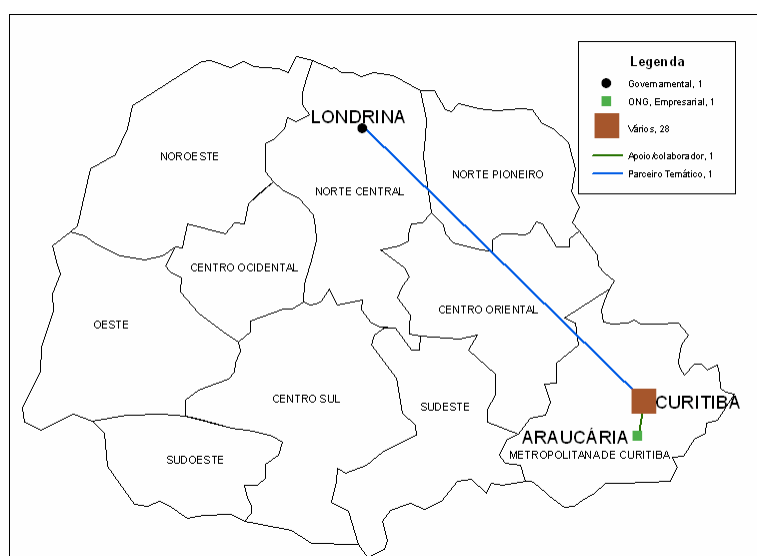 Legenda
Governamental, 1
ONG, Empresarial, 1
Vários, 28
Apoio/colaborador, 1
Parceiro Temático, 1
LONDRINA
NOROESTE
NORTE CENTRAL
NORTE PIONEIRO
CENTRO OCIDENTAL
CENTRO ORIENTAL
OESTE
CENTRO SUL
SUDESTE
CURITIBA
ARAUCÁRIA
METROPOLITANA DE CURITIBA
SUDOESTE